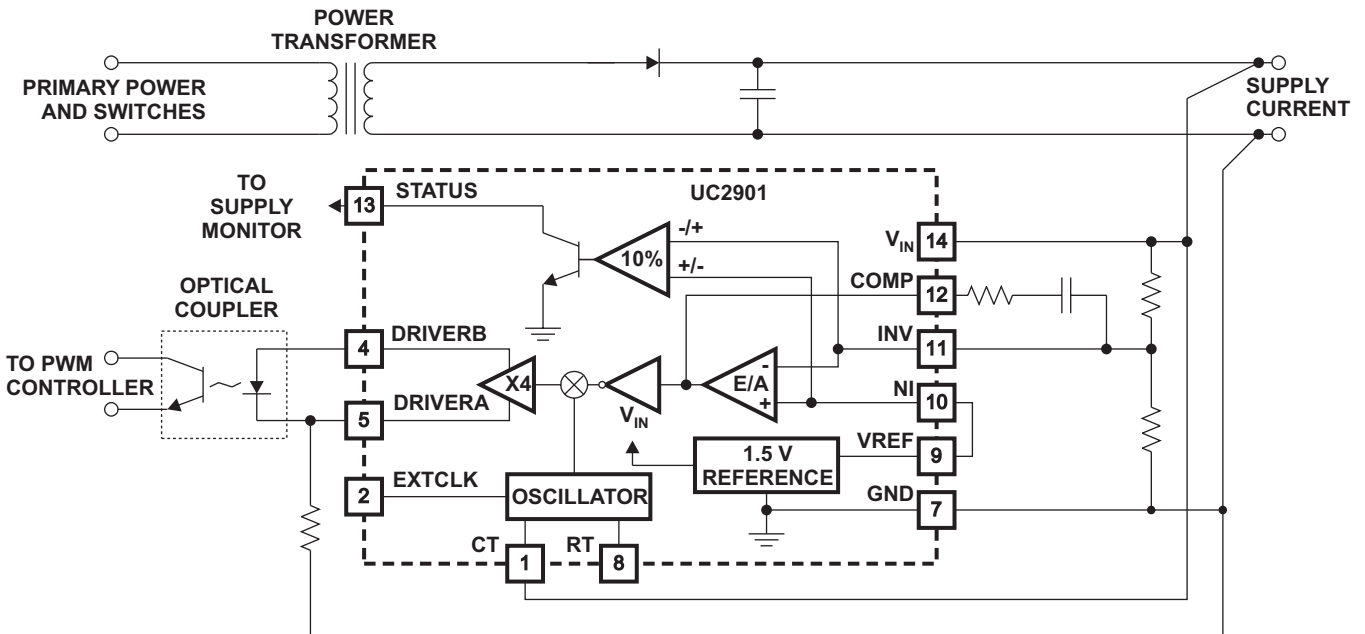 POWER
TRANSFORMER
PRIMARY POWER
AND SWITCHES
SUPPLY
CURRENT
TO
SUPPLY
MONITOR
13
STATUS
UC2901
-/+
+/-
10%
V_IN
14
COMP
12
INV
11
NI
10
VREF
9
GND
7
OPTICAL
COUPLER
TO PWM
CONTROLLER
4
DRIVERB
5
DRIVERA
X4
V_IN
E/A
-
+
1.5 V
REFERENCE
2
EXTCLK
OSCILLATOR
CT
1
RT
8